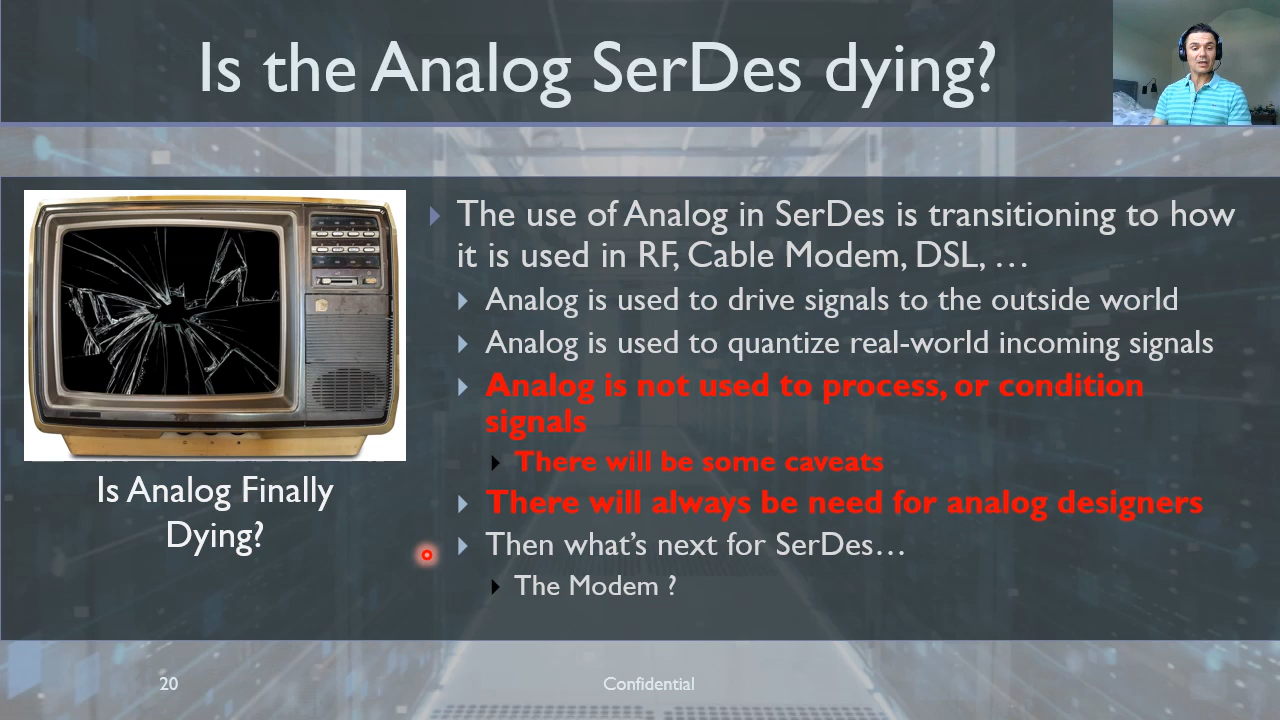 Is the Analog SerDes dying?
The use of Analog in SerDes is transitioning to how
it is used in RF, Cable Modem, DSL, …
Analog is used to drive signals to the outside world
Analog is used to quantize real-world incoming signals
Analog is not used to process, or condition
signals
There will be some caveats
There will always be need for analog designers
Then what’s next for SerDes…
The Modem ?
Is Analog Finally
Dying?
20
Confidential